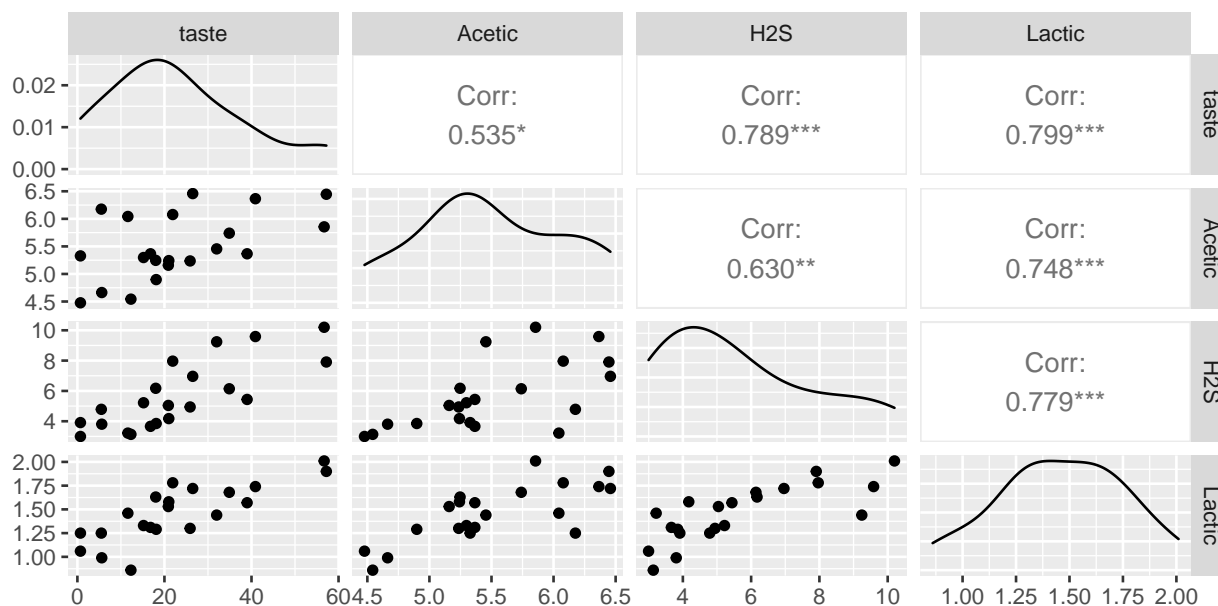 taste Acetic H2S Lactic
0.02
0.01
0.00
Corr:
0.535*
Corr:
0.789***
Corr:
0.799***
taste
6.5
6.0
5.5
5.0
4.5
Corr:
0.630**
Corr:
0.748***
Acetic
10
8
6
4
Corr:
0.779***
H2S
2.00
1.75
1.50
1.25
1.00
Lactic
0 20 40 60 4.5 5.0 5.5 6.0 6.5 4 6 8 10 1.00 1.25 1.50 1.75 2.00